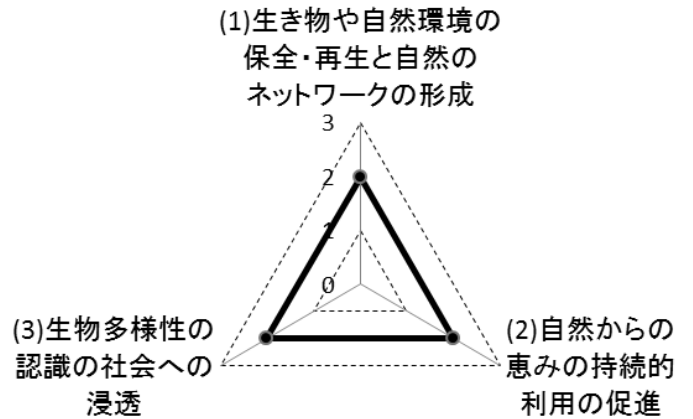 (1)生き物や自然環境の
保全・再生と自然の
ネットワークの形成
3
2
1
0
(3)生物多様性の
認識の社会への
浸透
(2)自然からの
恵みの持続的
利用の促進